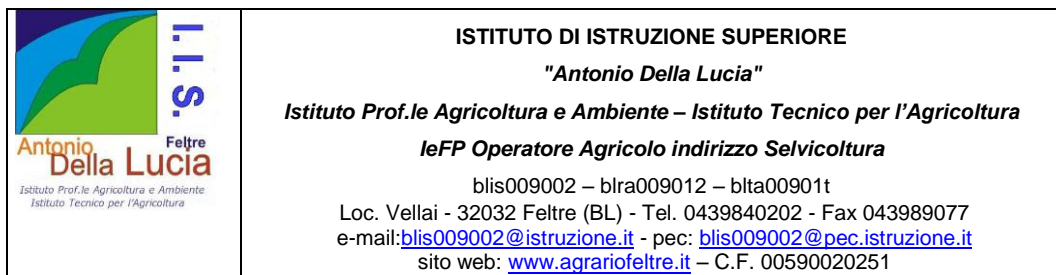 I. I. S.
Antonio
Feltre
Della Lucia
Istituto Prof.le Agricoltura e Ambiente
Istituto Tecnico per l'Agricoltura
ISTITUTO DI ISTRUZIONE SUPERIORE
"Antonio Della Lucia"
Istituto Prof.le Agricoltura e Ambiente – Istituto Tecnico per l’Agricoltura
IeFP Operatore Agricolo indirizzo Selvicoltura
blis009002 – blra009012 – blta00901t
Loc. Vellai - 32032 Feltre (BL) - Tel. 0439840202 - Fax 043989077
e-mail:blis009002@istruzione.it - pec: blis009002@pec.istruzione.it
sito web: www.agrariofeltre.it – C.F. 00590020251